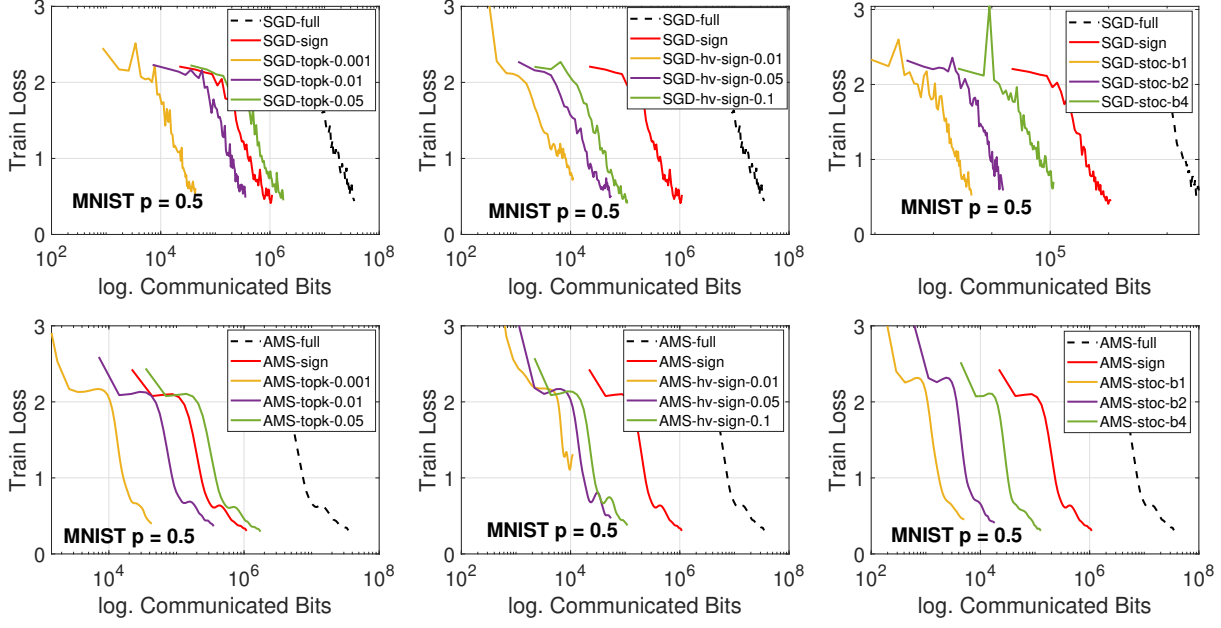 3
2
1
0
Train Loss
SGD-full
SGD-sign
SGD-topk-0.001
SGD-topk-0.01
SGD-topk-0.05
MNIST p = 0.5
10^2 10^4 10^6 10^8
log. Communicated Bits
3
2
1
0
Train Loss
SGD-full
SGD-sign
SGD-hv-sign-0.01
SGD-hv-sign-0.05
SGD-hv-sign-0.1
MNIST p = 0.5
10^2 10^4 10^6 10^8
log. Communicated Bits
3
2
1
0
Train Loss
SGD-full
SGD-sign
SGD-stoc-b1
SGD-stoc-b2
SGD-stoc-b4
MNIST p = 0.5
10^5
log. Communicated Bits
3
2
1
0
Train Loss
AMS-full
AMS-sign
AMS-topk-0.001
AMS-topk-0.01
AMS-topk-0.05
MNIST p = 0.5
10^4 10^6 10^8
log. Communicated Bits
3
2
1
0
Train Loss
AMS-full
AMS-sign
AMS-hv-sign-0.01
AMS-hv-sign-0.05
AMS-hv-sign-0.1
MNIST p = 0.5
10^2 10^4 10^6 10^8
log. Communicated Bits
3
2
1
0
Train Loss
AMS-full
AMS-sign
AMS-stoc-b1
AMS-stoc-b2
AMS-stoc-b4
MNIST p = 0.5
10^2 10^4 10^6 10^8
log. Communicated Bits